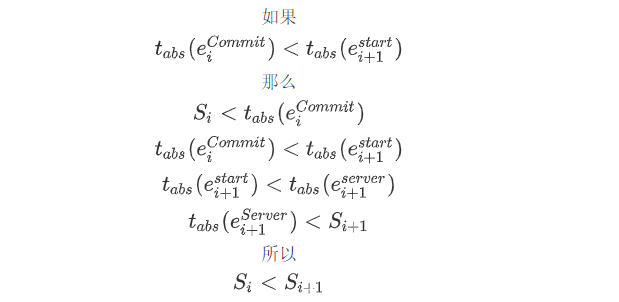 如果
t_{abs}(e_i^{Commit}) < t_{abs}(e_{i+1}^{start})
那么
S_i < t_{abs}(e_i^{Commit})
t_{abs}(e_i^{Commit}) < t_{abs}(e_{i+1}^{start})
t_{abs}(e_{i+1}^{start}) < t_{abs}(e_{i+1}^{server})
t_{abs}(e_{i+1}^{Server}) < S_{i+1}
所以
S_i < S_{i+1}